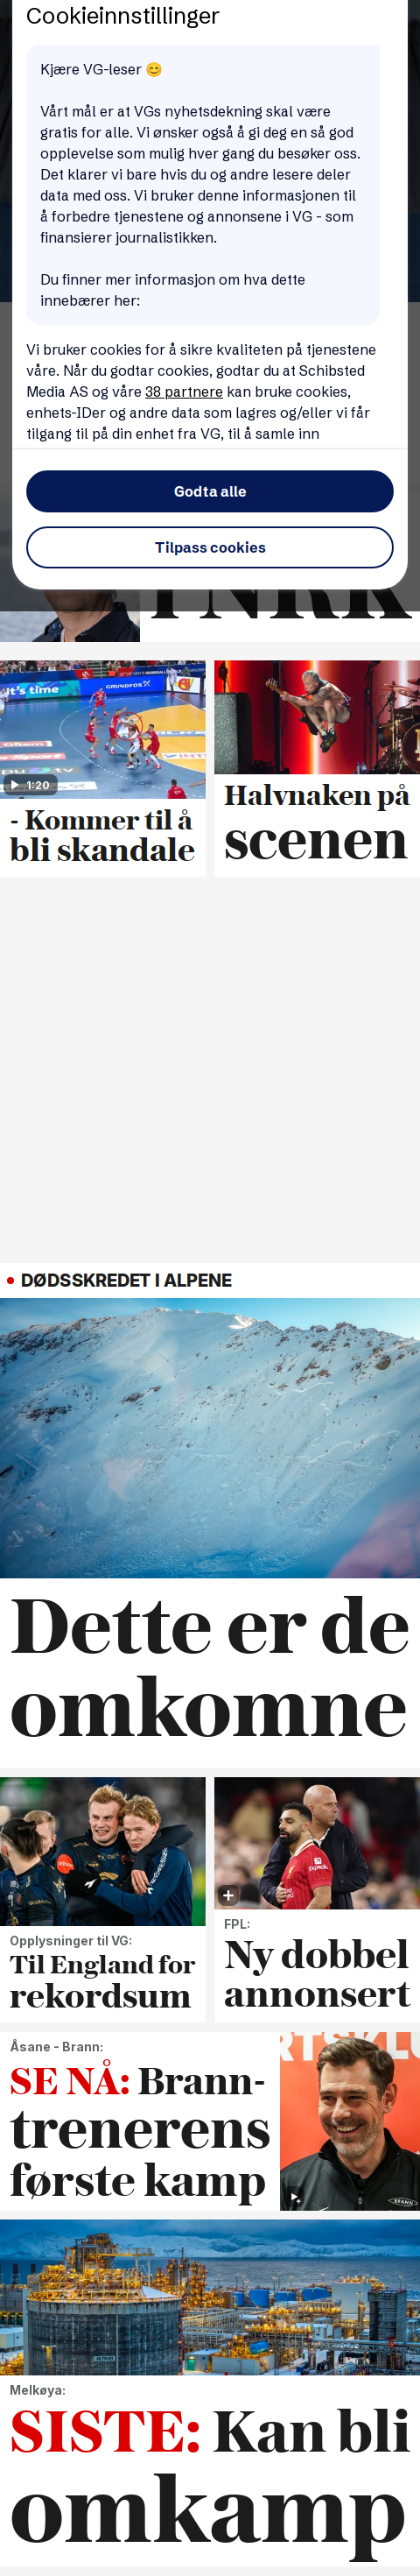 Cookieinnstillinger
Kjære VG-leser 😊
Vårt mål er at VGs nyhetsdekning skal være
gratis for alle. Vi ønsker også å gi deg en så god
opplevelse som mulig hver gang du besøker oss.
Det klarer vi bare hvis du og andre lesere deler
data med oss. Vi bruker denne informasjonen til
å forbedre tjenestene og annonsene i VG - som
finansierer journalistikken.
Du finner mer informasjon om hva dette
innebærer her:
Vi bruker cookies for å sikre kvaliteten på tjenestene
våre. Når du godtar cookies, godtar du at Schibsted
Media AS og våre 38 partnere kan bruke cookies,
enhets-IDer og andre data som lagres og/eller vi får
tilgang til på din enhet fra VG, til å samle inn
Godta alle
Tilpass cookies
It's time
GRUNDFOS
1:20
- Kommer til å
bli skandale
Halvnaken på
scenen
DØDSSKREDET I ALPENE
Dette er de
omkomne
Opplysninger til VG:
Til England for
rekordsum
FPL:
Ny dobbel
annonsert
Åsane - Brann:
SE NÅ: Brann-
trenerens
første kamp
BRANN
Melkøya:
SISTE: Kan bli
omkamp